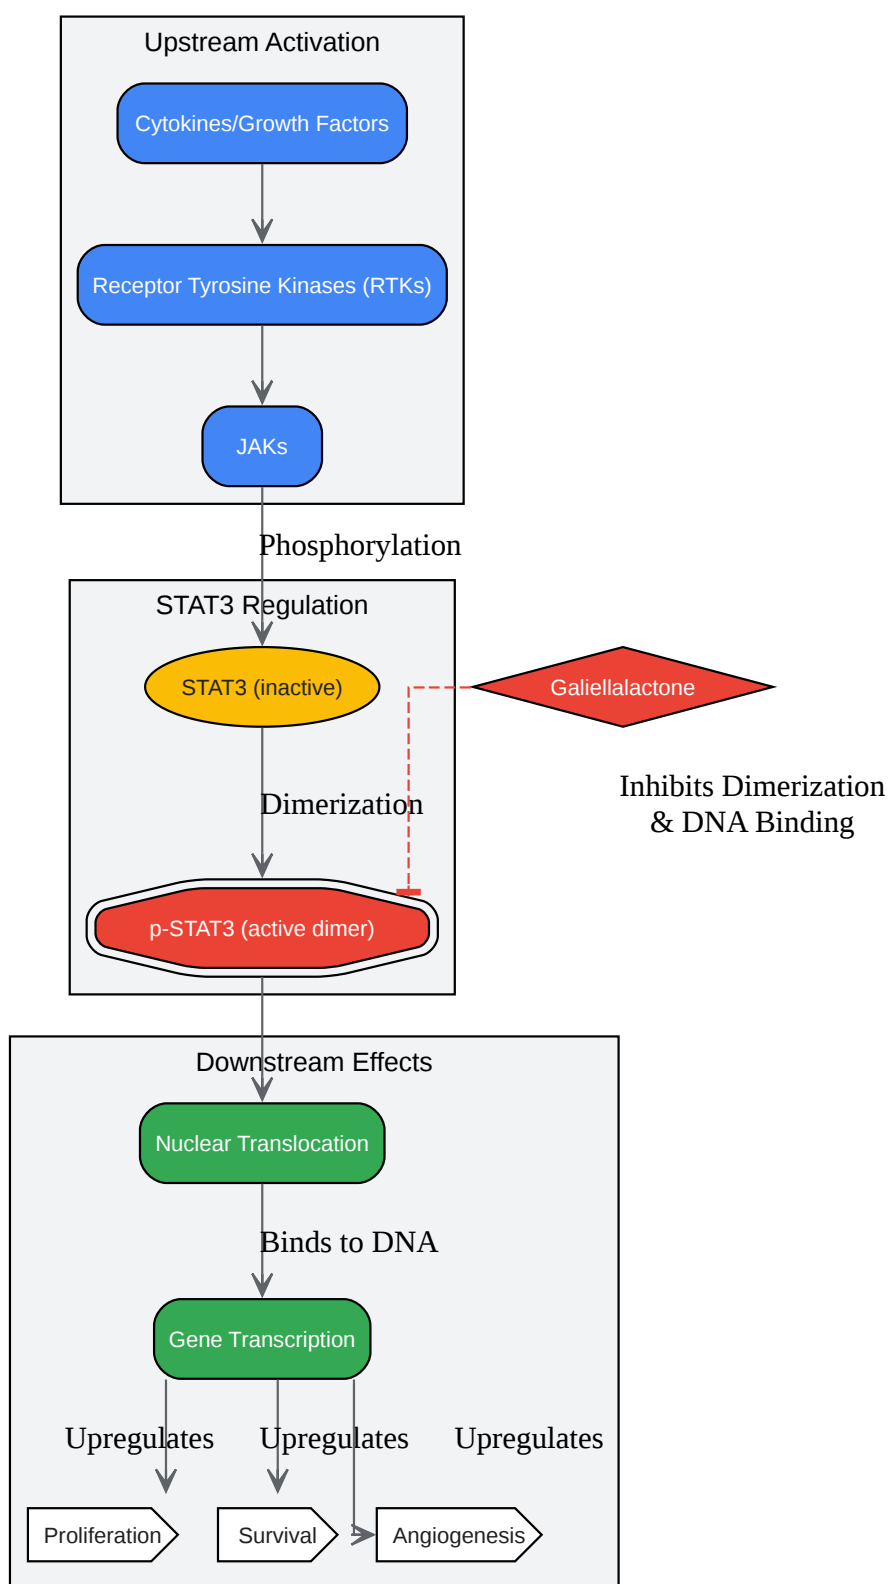 Upstream Activation
Cytokines/Growth Factors
Receptor Tyrosine Kinases (RTKs)
JAKs
Phosphorylation
STAT3 Regulation
STAT3 (inactive)
Galiellalactone
Dimerization
Inhibits Dimerization
& DNA Binding
p-STAT3 (active dimer)
Downstream Effects
Nuclear Translocation
Binds to DNA
Gene Transcription
Upregulates
Upregulates
Upregulates
Proliferation
Survival
Angiogenesis